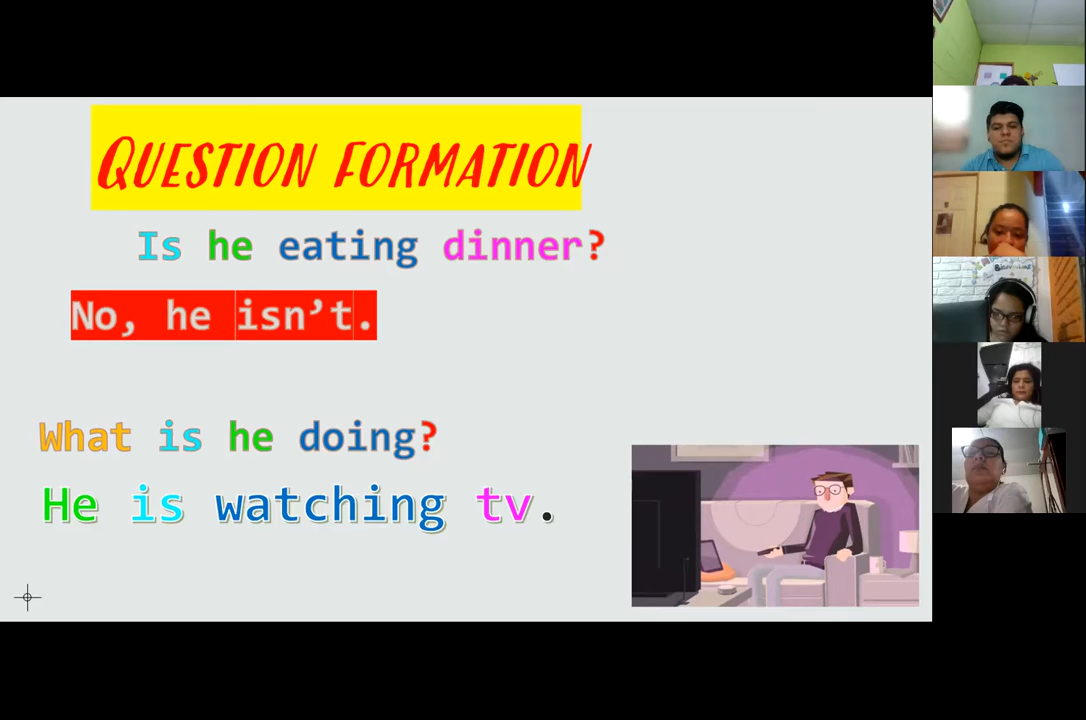 QUESTION FORMATION
Is he eating dinner?
No, he isn't.
What is he doing?
He is watching tv.